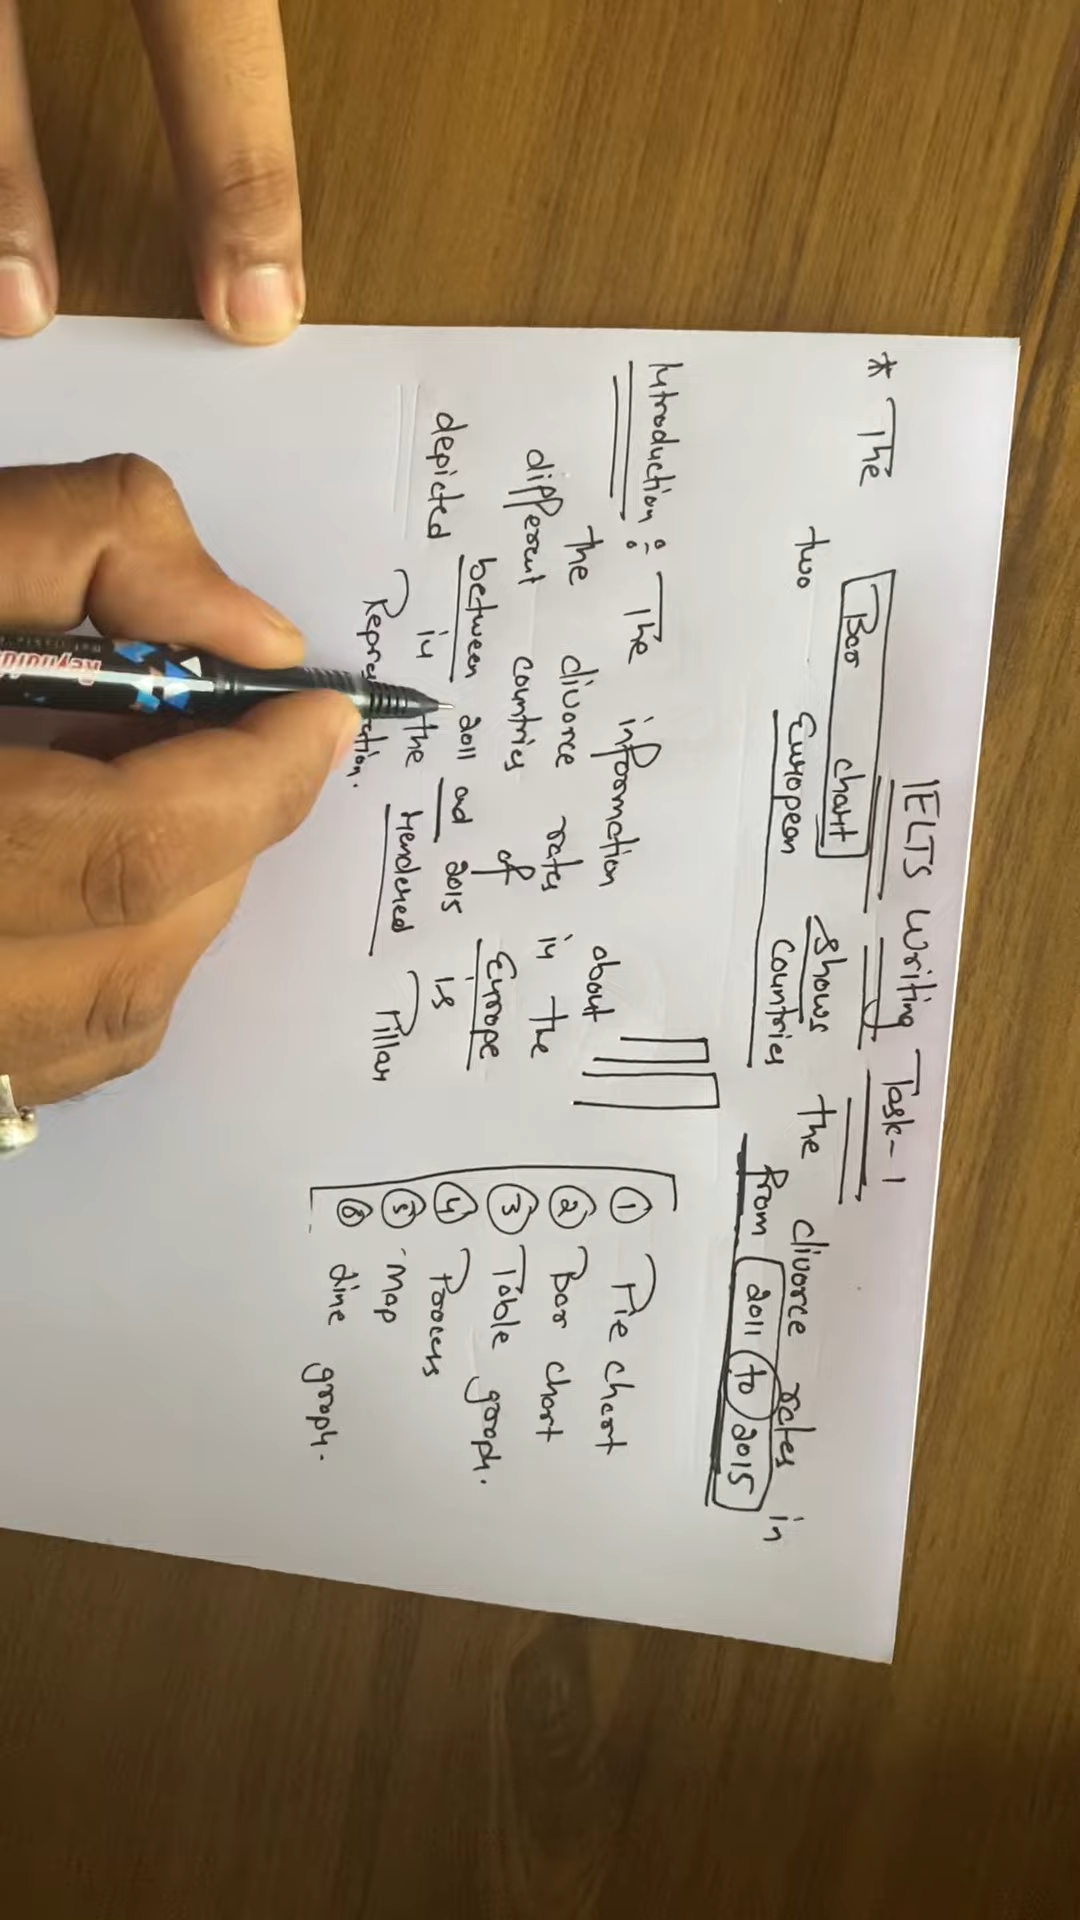 IELTS Writing Task-1
* The Bar chart shows the divorce rates in
two European countries from 2011 to 2015
Introduction : The information about
the divorce rates in the
different countries of Europe
between 2011 and 2015 is
depicted in the rendered Pillar
① Pie chart
② Bar chart
③ Table graph.
④ Process
⑤ Map
⑥ Line graph.